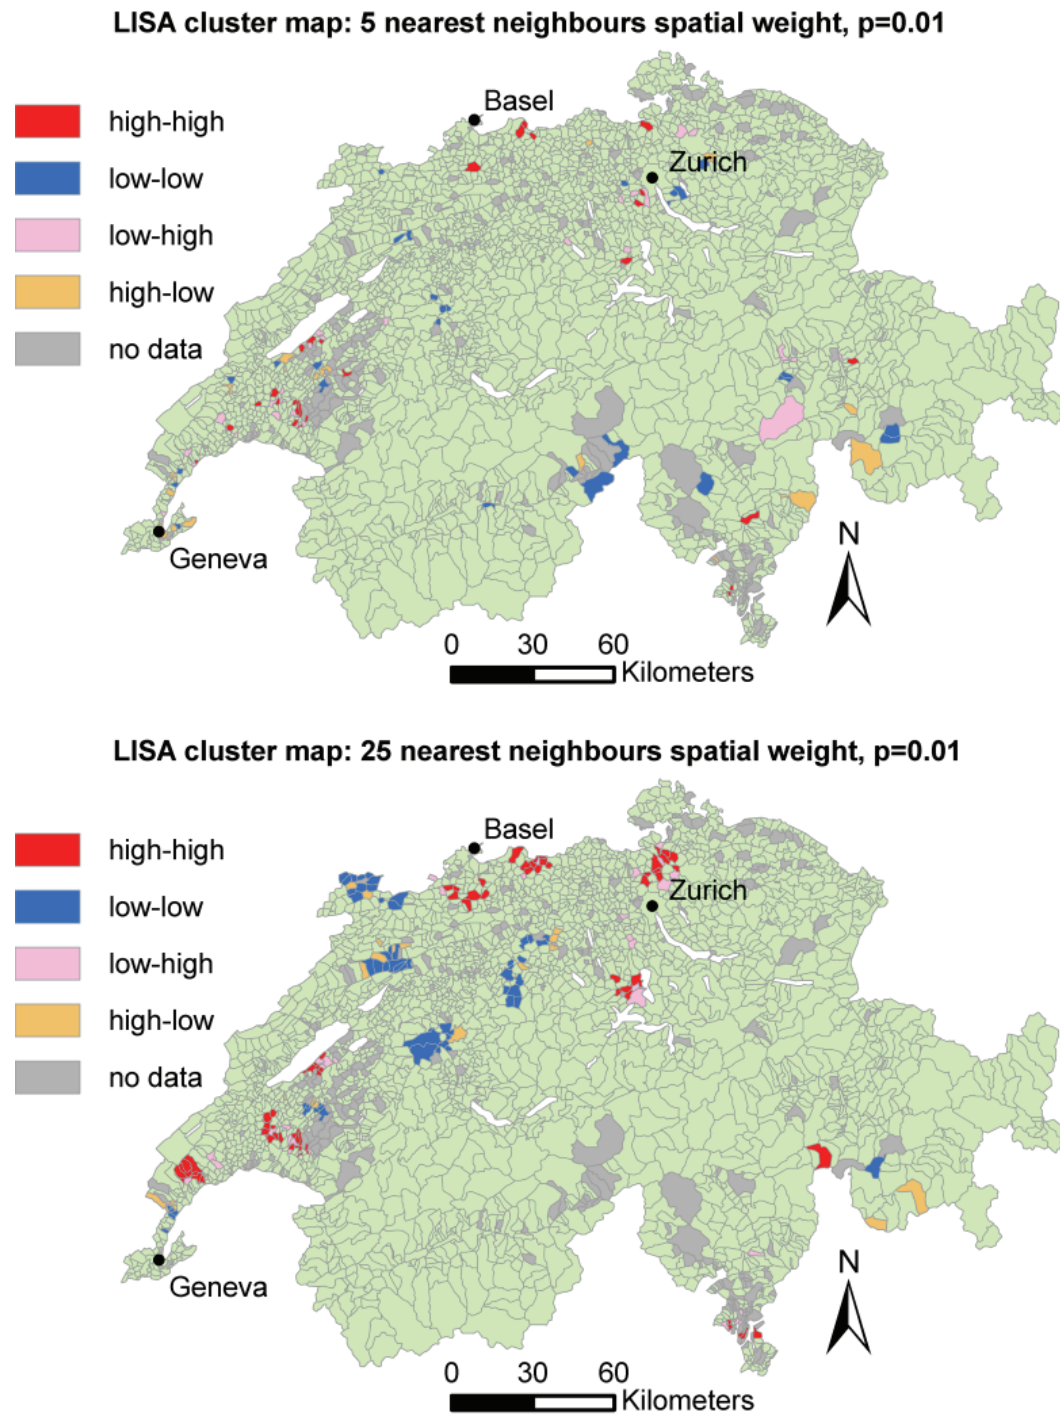 LISA cluster map: 5 nearest neighbours spatial weight, p=0.01
high-high
low-low
low-high
high-low
no data
Basel
Zurich
Geneva
N
0 30 60
Kilometers
LISA cluster map: 25 nearest neighbours spatial weight, p=0.01
high-high
low-low
low-high
high-low
no data
Basel
Zurich
Geneva
N
0 30 60
Kilometers